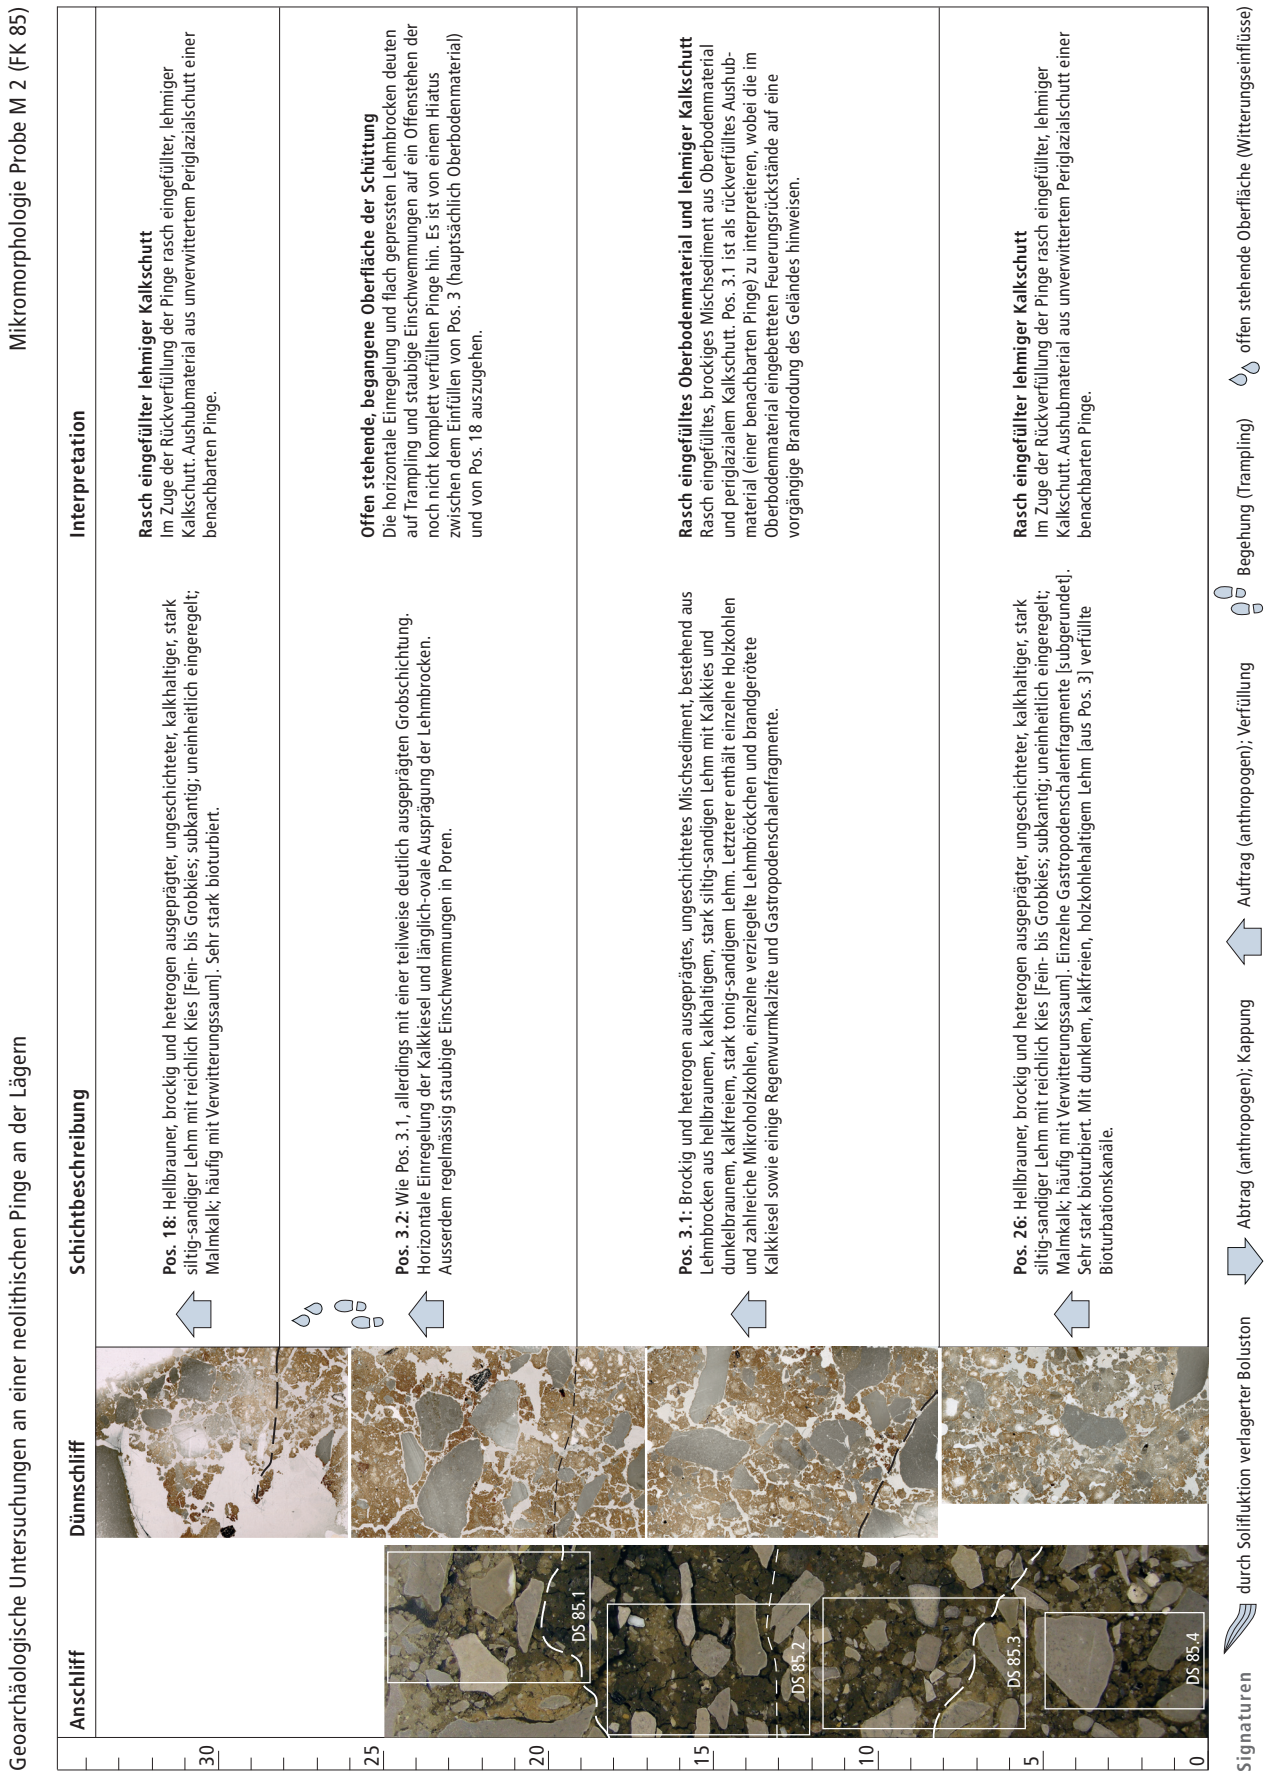 Geoarchäologische Untersuchungen an einer neolithischen Pinge an der Lägern
Mikromorphologie Probe M 2 (FK 85)
Anschliff
Dünnschliff
Schichtbeschreibung
Interpretation
30
25
20
15
10
5
0
DS 85.1
DS 85.2
DS 85.3
DS 85.4
Pos. 18: Hellbrauner, brockig und heterogen ausgeprägter, ungeschichteter, kalkhaltiger, stark
siltig-sandiger Lehm mit reichlich Kies [Fein- bis Grobkies; subkantig; uneinheitlich eingeregelt;
Malmkalk; häufig mit Verwitterungssaum]. Sehr stark bioturbiert.
Rasch eingefüllter lehmiger Kalkschutt
Im Zuge der Rückverfüllung der Pinge rasch eingefüllter, lehmiger
Kalkschutt. Aushubmaterial aus unverwittertem Periglazialschutt einer
benachbarten Pinge.
Pos. 3.2: Wie Pos. 3.1, allerdings mit einer teilweise deutlich ausgeprägten Grobschichtung.
Horizontale Einregelung der Kalkkiesel und länglich-ovale Ausprägung der Lehmbrocken.
Ausserdem regelmässig staubige Einschwemmungen in Poren.
Offen stehende, begangene Oberfläche der Schüttung
Die horizontale Einregelung und flach gepressten Lehmbrocken deuten
auf Trampling und staubige Einschwemmungen auf ein Offenstehen der
noch nicht komplett verfüllten Pinge hin. Es ist von einem Hiatus
zwischen dem Einfüllen von Pos. 3 (hauptsächlich Oberbodenmaterial)
und von Pos. 18 auszugehen.
Pos. 3.1: Brockig und heterogen ausgeprägtes, ungeschichtetes Mischsediment, bestehend aus
Lehmbrocken aus hellbraunem, kalkhaltigem, stark siltig-sandigen Lehm mit Kalkkies und
dunkelbraunem, kalkfreiem, stark tonig-sandigem Lehm. Letzterer enthält einzelne Holzkohlen
und zahlreiche Mikroholzkohlen, einzelne verziegelte Lehmbröckchen und brandgerötete
Kalkkiesel sowie einige Regenwurmkalzite und Gastropodenschalenfragmente.
Rasch eingefülltes Oberbodenmaterial und lehmiger Kalkschutt
Rasch eingefülltes, brockiges Mischsediment aus Oberbodenmaterial
und periglazialem Kalkschutt. Pos. 3.1 ist als rückverfülltes Aushub-
material (einer benachbarten Pinge) zu interpretieren, wobei die im
Oberbodenmaterial eingebetteten Feuerungsrückstände auf eine
vorgängige Brandrodung des Geländes hinweisen.
Pos. 26: Hellbrauner, brockig und heterogen ausgeprägter, ungeschichteter, kalkhaltiger, stark
siltig-sandiger Lehm mit reichlich Kies [Fein- bis Grobkies; subkantig; uneinheitlich eingeregelt;
Malmkalk; häufig mit Verwitterungssaum]. Einzelne Gastropodenschalenfragmente [subgerundet].
Sehr stark bioturbiert. Mit dunklem, kalkfreien, holzkohlehaltigem Lehm [aus Pos. 3] verfüllte
Bioturbationskanäle.
Rasch eingefüllter lehmiger Kalkschutt
Im Zuge der Rückverfüllung der Pinge rasch eingefüllter, lehmiger
Kalkschutt. Aushubmaterial aus unverwittertem Periglazialschutt einer
benachbarten Pinge.
Signaturen
durch Solifluktion verlagerter Boluston
Abtrag (anthropogen); Kappung
Auftrag (anthropogen); Verfüllung
Begehung (Trampling)
offen stehende Oberfläche (Witterungseinflüsse)